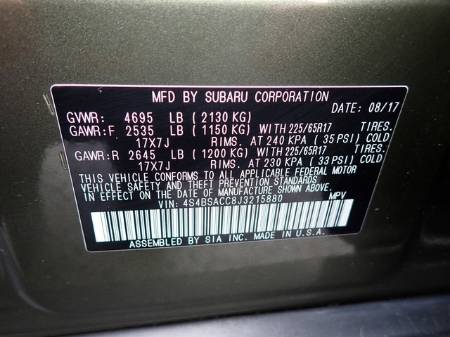 MFD BY SUBARU CORPORATION
DATE: 08/17
GVWR: 4695 LB (2130 KG)
GAWR:F 2535 LB (1150 KG) WITH 225/65R17 TIRES.
17X7J RIMS. AT 240 KPA (35 PSI) COLD
GAWR:R 2645 LB (1200 KG) WITH 225/65R17 TIRES.
17X7J RIMS. AT 230 KPA (33 PSI) COLD
THIS VEHICLE CONFORMS TO ALL APPLICABLE FEDERAL MOTOR
VEHICLE SAFETY AND THEFT PREVENTION STANDARDS IN
EFFECT ON THE DATE OF MANUFACTURE SHOWN ABOVE.
VIN: 4S4BSACC8J3215880 MPV
ASSEMBLED BY SIA INC. MADE IN U.S.A.